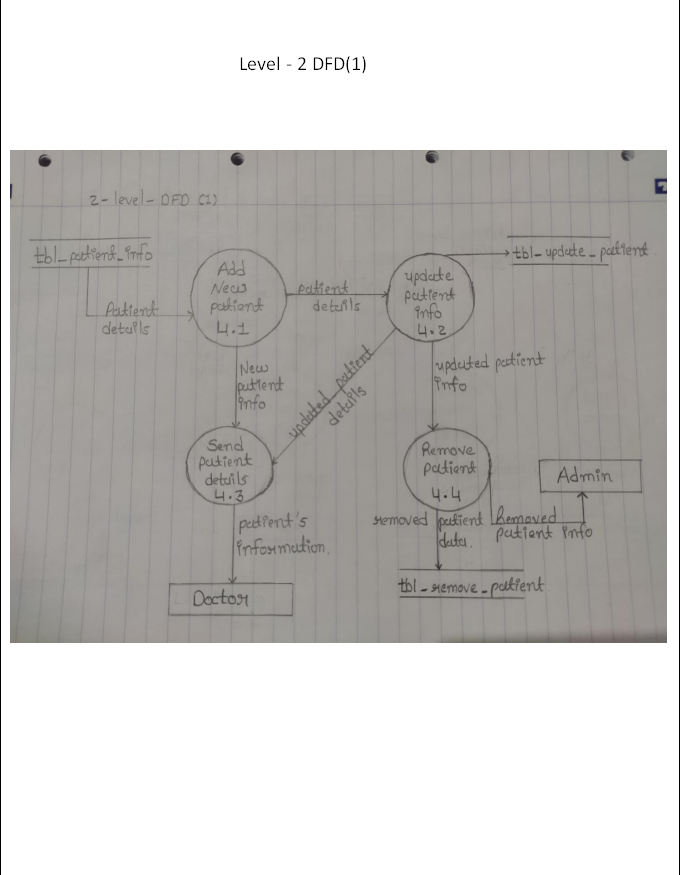 Level - 2 DFD(1)
2-level-DFD (1)
tbl_patient_info
Patient
details
Add
New
patient
4.1
patient
details
update
patient
info
4.2
tbl_update_patient
New
patient
info
updated patient
details
updated patient
info
Send
patient
details
4.3
Remove
patient
4.4
Admin
patient's
information.
removed patient
data.
Removed
patient info
Doctor
tbl_remove_patient